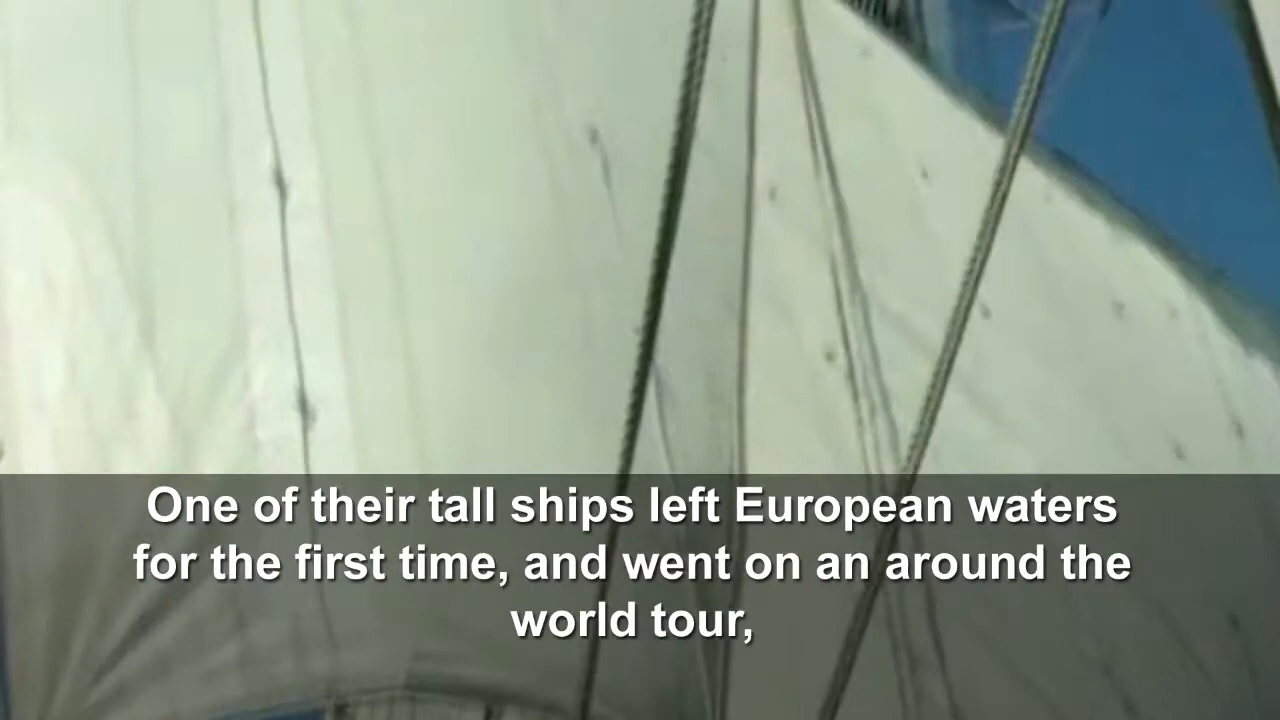 One of their tall ships left European waters
for the first time, and went on an around the
world tour,